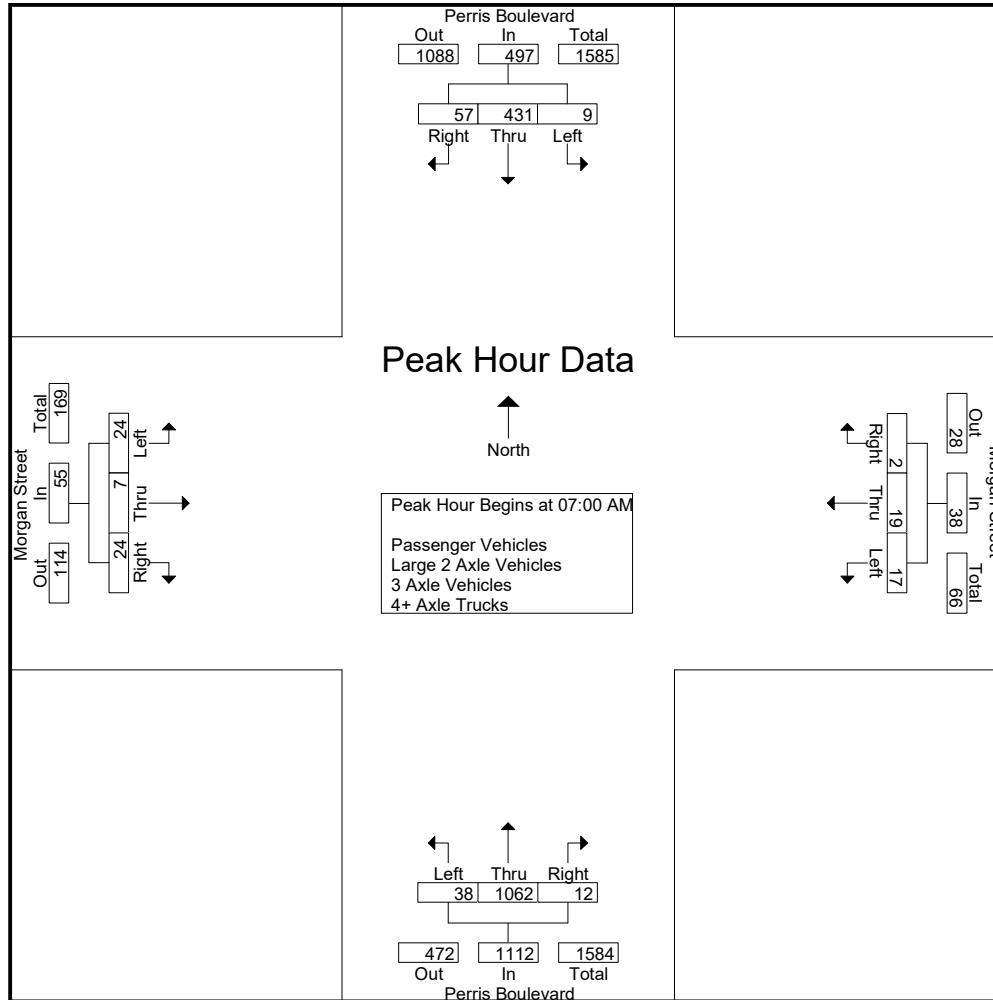 Perris Boulevard
Out In Total
1088 497 1585
57 431 9
Right Thru Left
Peak Hour Data
North
Peak Hour Begins at 07:00 AM
Passenger Vehicles
Large 2 Axle Vehicles
3 Axle Vehicles
4+ Axle Trucks
Morgan Street
Out In Total
114 55 169
24 7 24
Right Thru Left
Out In Total
28 38 66
2 19 17
Right Thru Left
Left Thru Right
38 1062 12
472 1112 1584
Out In Total
Perris Boulevard